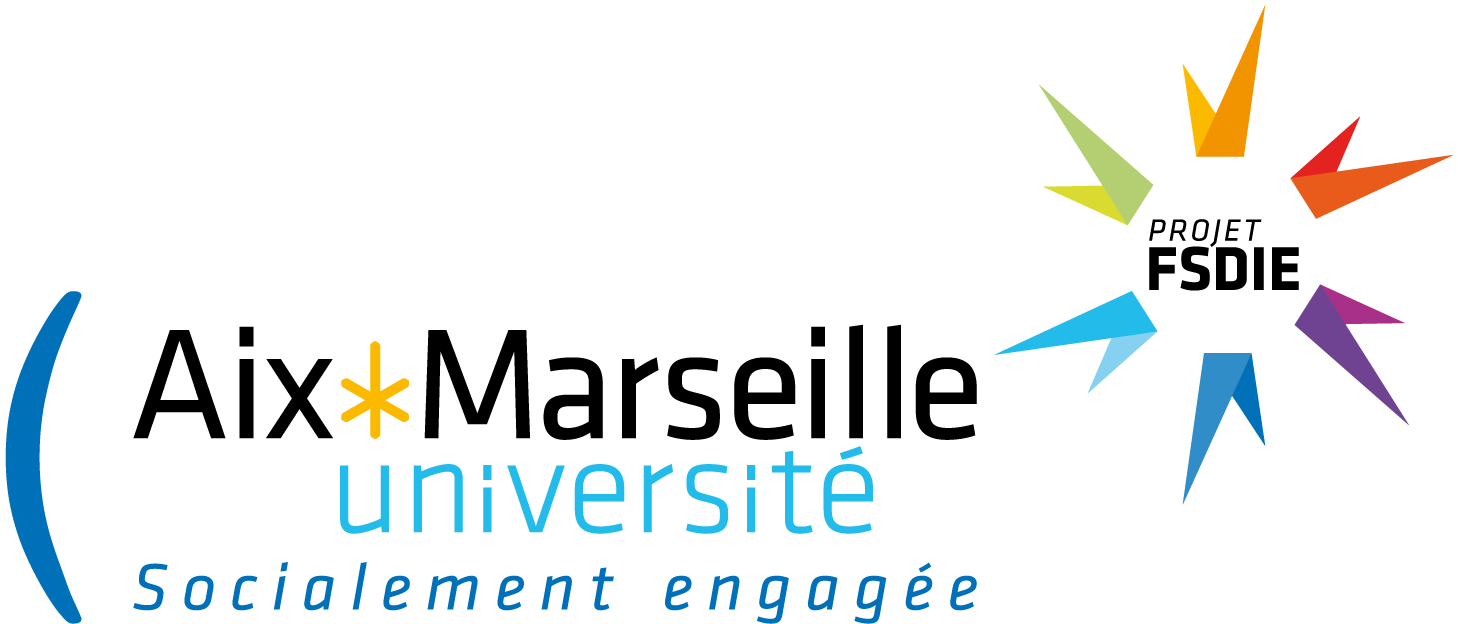 PROJET
FSDIE
Aix*Marseille
université
Socialement engagée